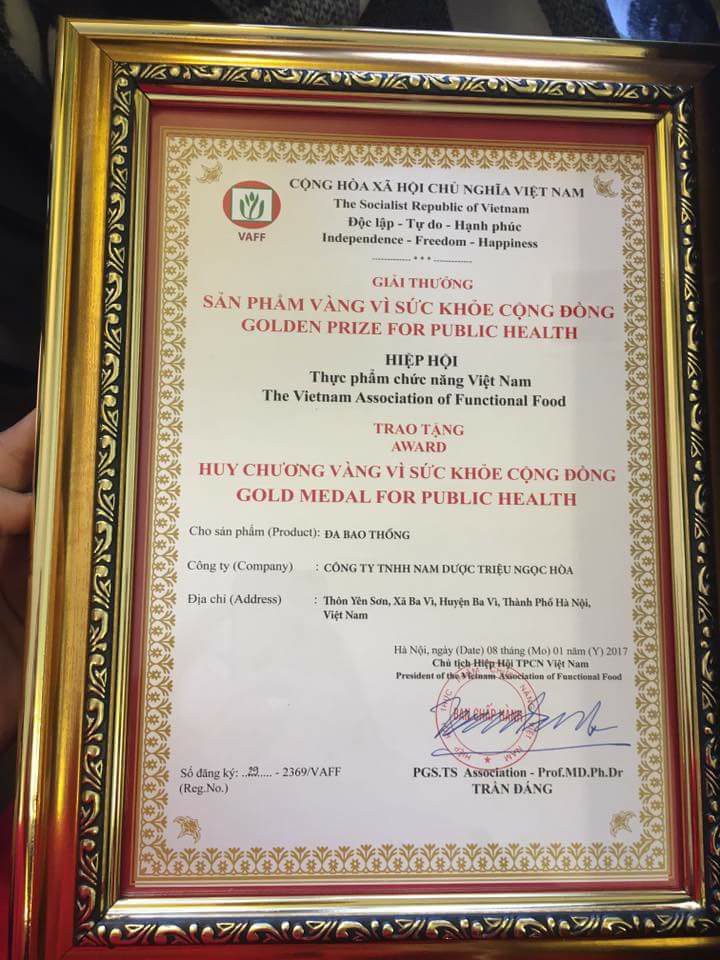 VAFF
CỘNG HÒA XÃ HỘI CHỦ NGHĨA VIỆT NAM
The Socialist Republic of Vietnam
Độc lập - Tự do - Hạnh phúc
Independence - Freedom - Happiness
------------- * * * -------------
GIẢI THƯỞNG
SẢN PHẨM VÀNG VÌ SỨC KHỎE CỘNG ĐỒNG
GOLDEN PRIZE FOR PUBLIC HEALTH
HIỆP HỘI
Thực phẩm chức năng Việt Nam
The Vietnam Association of Functional Food
TRAO TẶNG
AWARD
HUY CHƯƠNG VÀNG VÌ SỨC KHỎE CỘNG ĐỒNG
GOLD MEDAL FOR PUBLIC HEALTH
Cho sản phẩm (Product): ĐA BAO THỐNG
Công ty (Company) : CÔNG TY TNHH NAM DƯỢC TRIỆU NGỌC HÒA
Địa chỉ (Address) : Thôn Yên Sơn, Xã Ba Vì, Huyện Ba Vì, Thành Phố Hà Nội,
Việt Nam
Hà Nội, ngày (Date) 08 tháng (Mo) 01 năm (Y) 2017
Chủ tịch Hiệp Hội TPCN Việt Nam
President of the Vietnam Association of Functional Food
BAN CHẤP HÀNH
Số đăng ký: ..29..... - 2369/VAFF
(Reg.No.)
PGS.TS Association - Prof.MD.Ph.Dr
TRẦN ĐÁNG